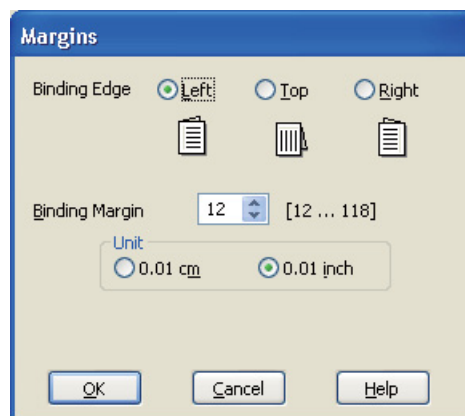 Margins
Binding Edge Left Top Right
Binding Margin 12 [12 ... 118]
Unit
0.01 cm 0.01 inch
OK Cancel Help